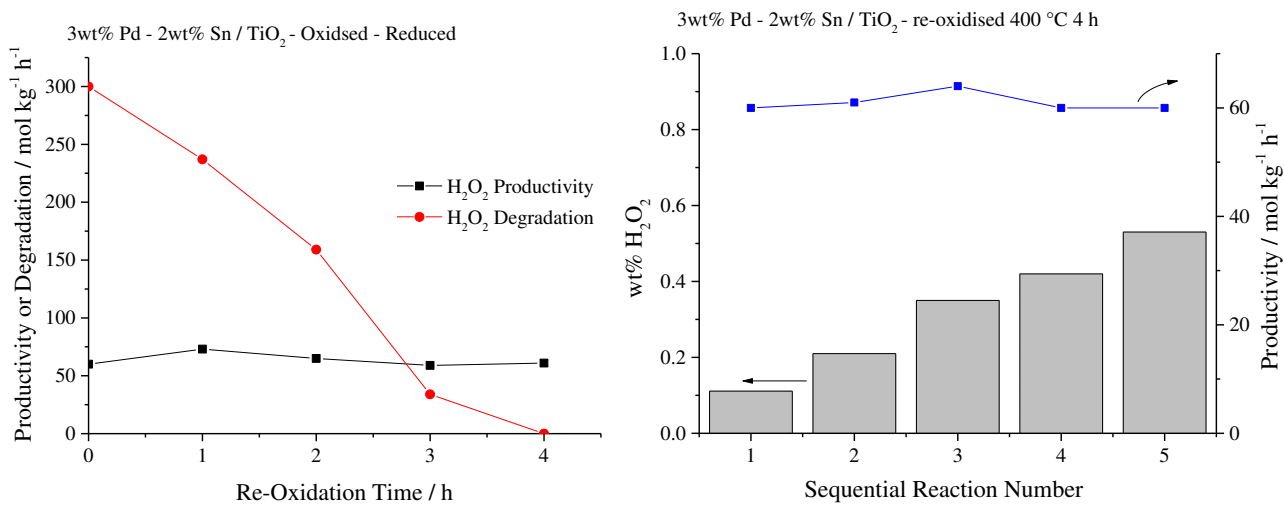 3wt% Pd - 2wt% Sn / TiO2 - Oxidsed - Reduced
Productivity or Degradation / mol kg-1 h-1
300
250
200
150
100
50
0
H2O2 Productivity
H2O2 Degradation
0 1 2 3 4
Re-Oxidation Time / h
3wt% Pd - 2wt% Sn / TiO2 - re-oxidised 400 °C 4 h
wt% H2O2
1.0
0.8
0.6
0.4
0.2
0.0
60
40
20
0
Productivity / mol kg-1 h-1
1 2 3 4 5
Sequential Reaction Number